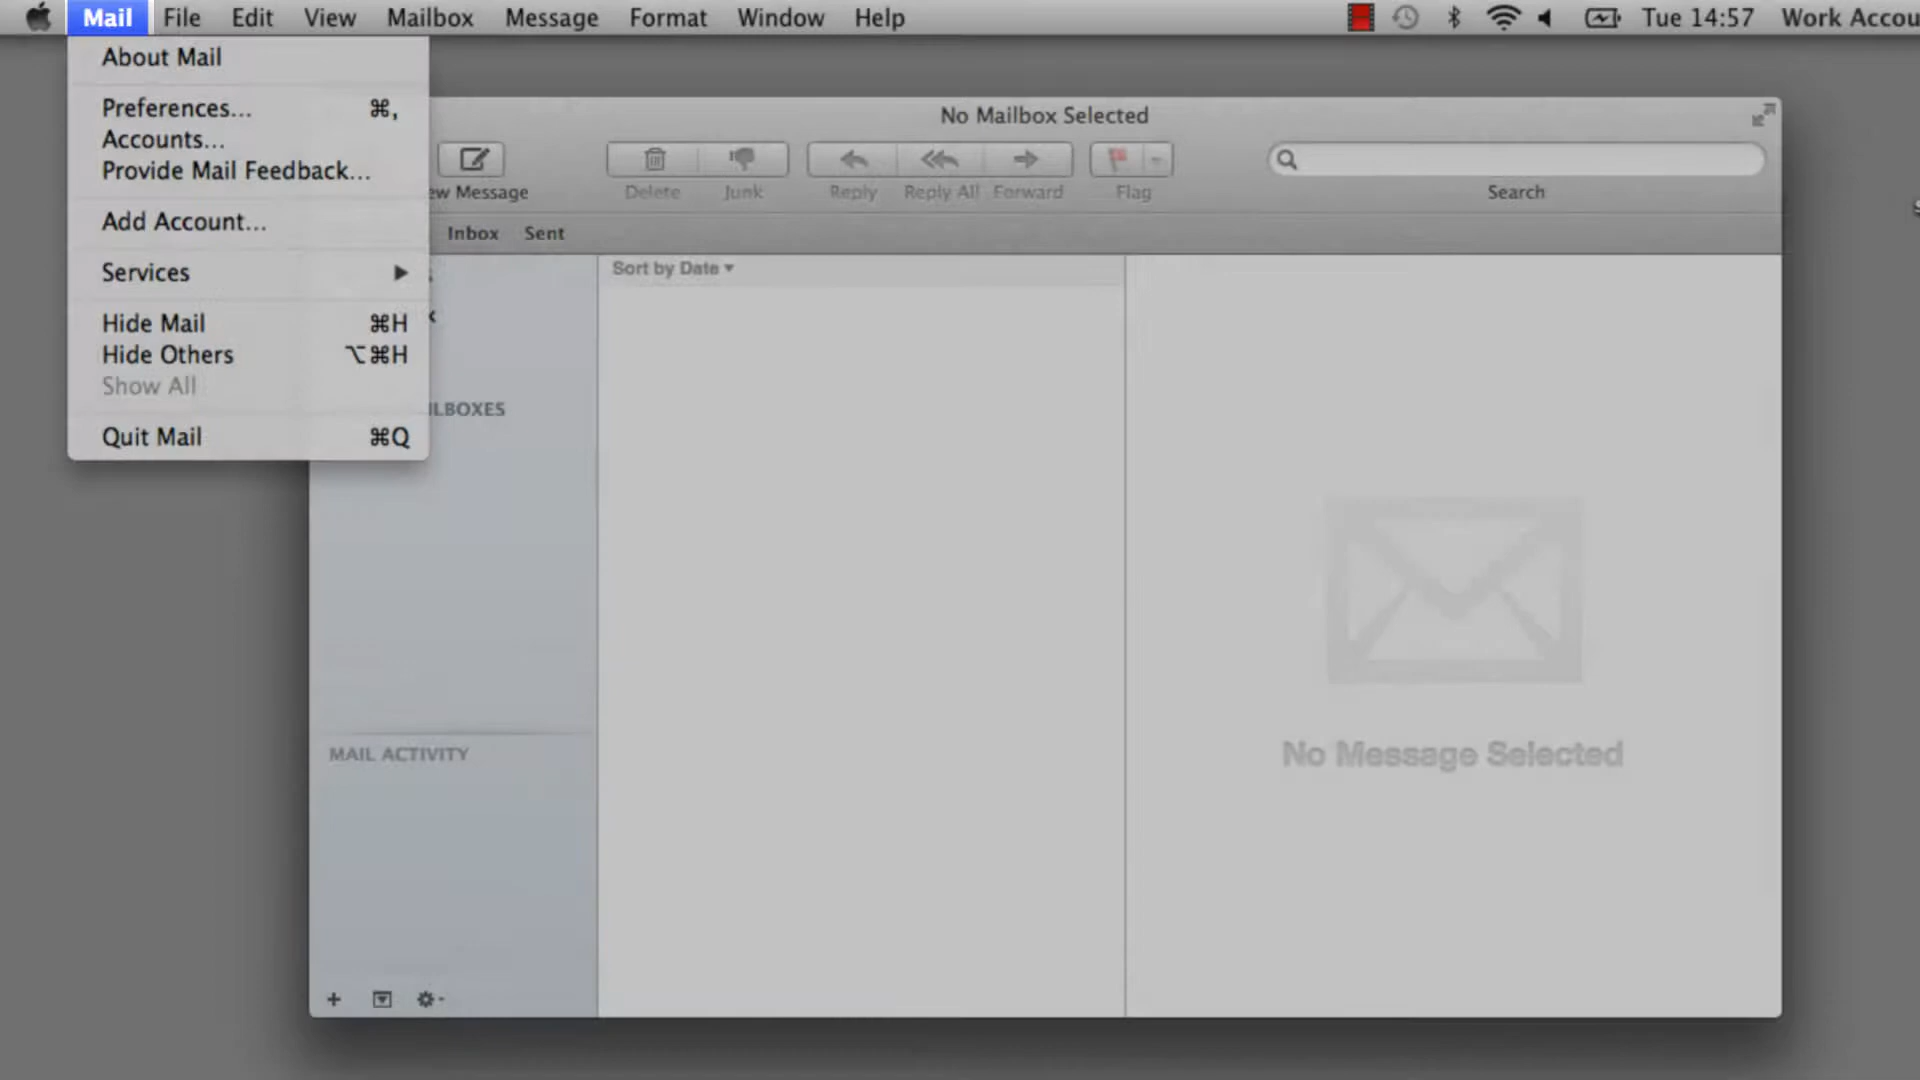 Mail File Edit View Mailbox Message Format Window Help Tue 14:57 Work Accou
About Mail
Preferences... ⌘,
Accounts...
Provide Mail Feedback...
Add Account...
Services
Hide Mail ⌘H
Hide Others ⌥⌘H
Show All
Quit Mail ⌘Q
No Mailbox Selected
ew Message Delete Junk Reply Reply All Forward Flag Search
Inbox Sent
Sort by Date
ILBOXES
MAIL ACTIVITY
No Message Selected